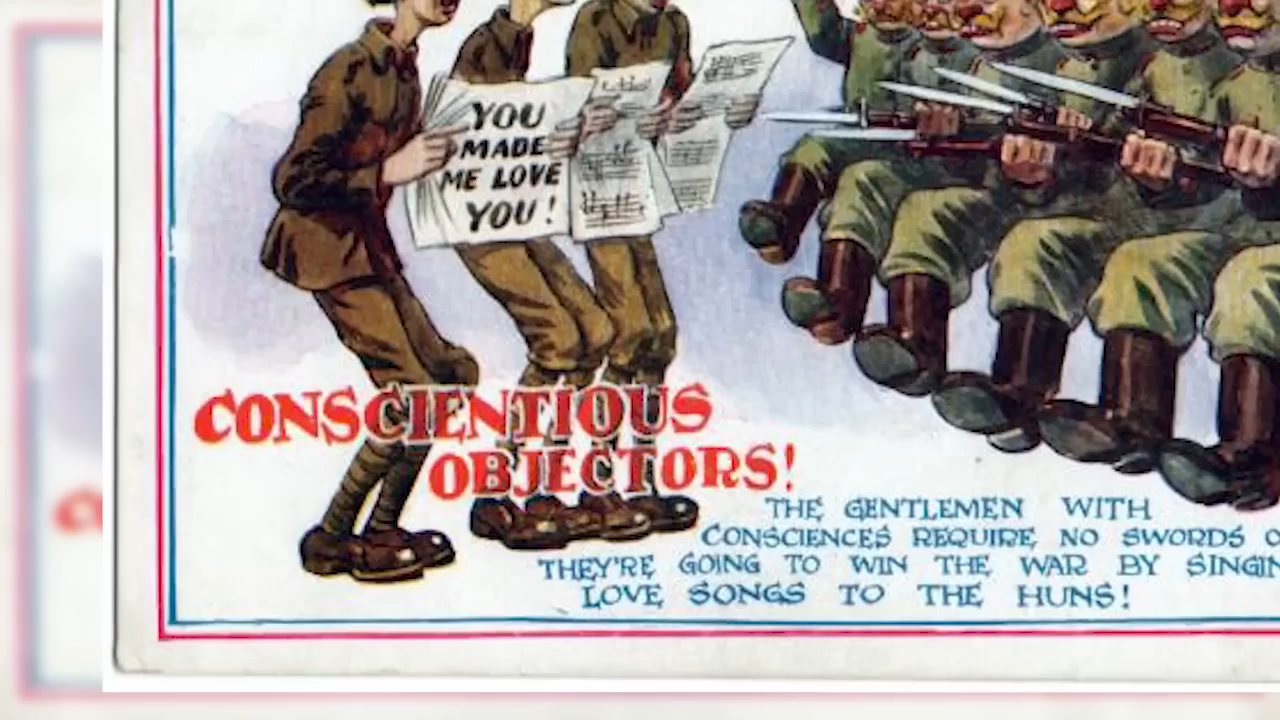 YOU
MADE
ME LOVE
YOU!
CONSCIENTIOUS
OBJECTORS!
THE GENTLEMEN WITH
CONSCIENCES REQUIRE NO SWORDS
THEY'RE GOING TO WIN THE WAR BY
LOVE SONGS TO THE HUNS!